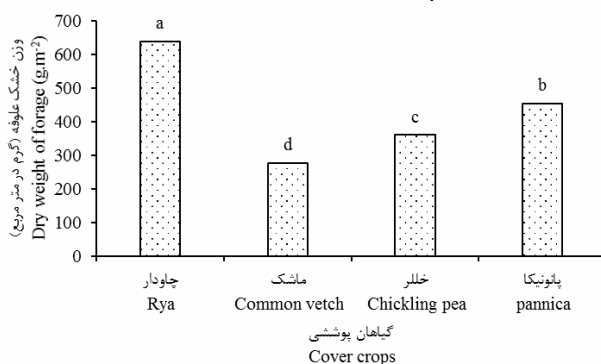 وزن خشک علوفه (گرم در متر مربع)
Dry weight of forage (g.m-2)
700
600
500
400
300
200
100
0
a
d
c
b
چاودار
Rya
ماشک
Common vetch
خللر
Chickling pea
پانونیکا
pannica
گیاهان پوششی
Cover crops